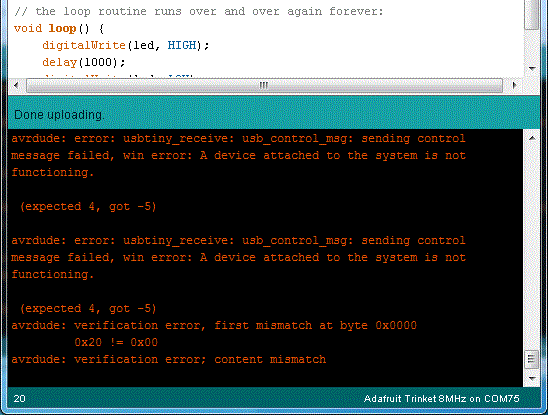 // the loop routine runs over and over again forever:
void loop() {
digitalWrite(led, HIGH);
delay(1000);
Done uploading.
avrdude: error: usbtiny_receive: usb_control_msg: sending control
message failed, win error: A device attached to the system is not
functioning.
(expected 4, got -5)
avrdude: error: usbtiny_receive: usb_control_msg: sending control
message failed, win error: A device attached to the system is not
functioning.
(expected 4, got -5)
avrdude: verification error, first mismatch at byte 0x0000
0x20 != 0x00
avrdude: verification error; content mismatch
20
Adafruit Trinket 8MHz on COM75